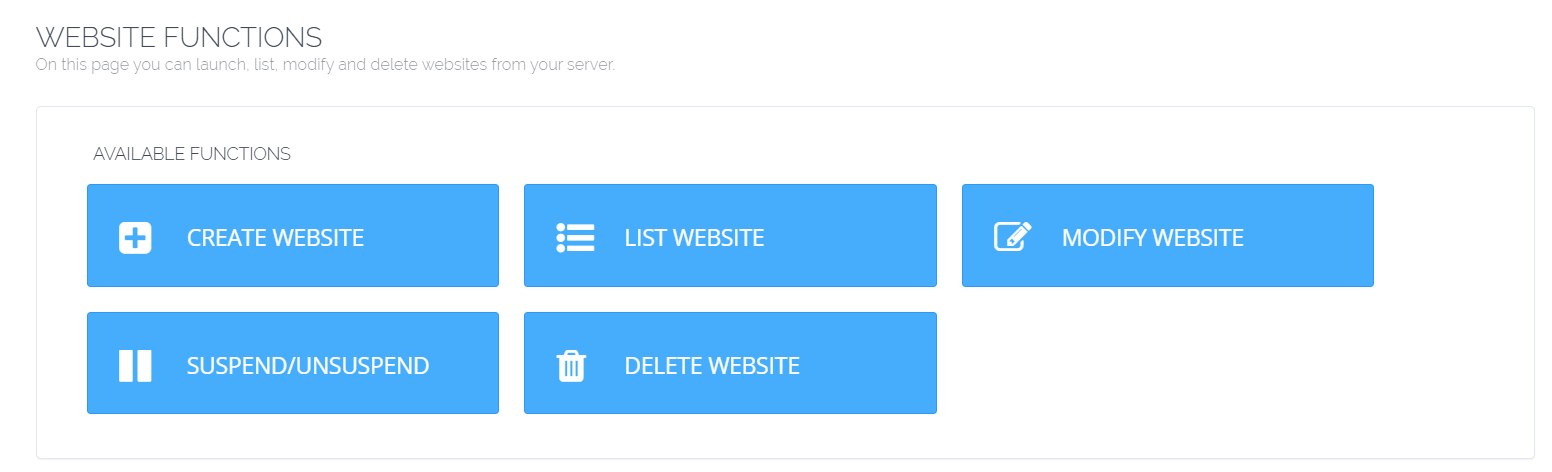 WEBSITE FUNCTIONS
On this page you can launch, list, modify and delete websites from your server.
AVAILABLE FUNCTIONS
CREATE WEBSITE
LIST WEBSITE
MODIFY WEBSITE
SUSPEND/UNSUSPEND
DELETE WEBSITE